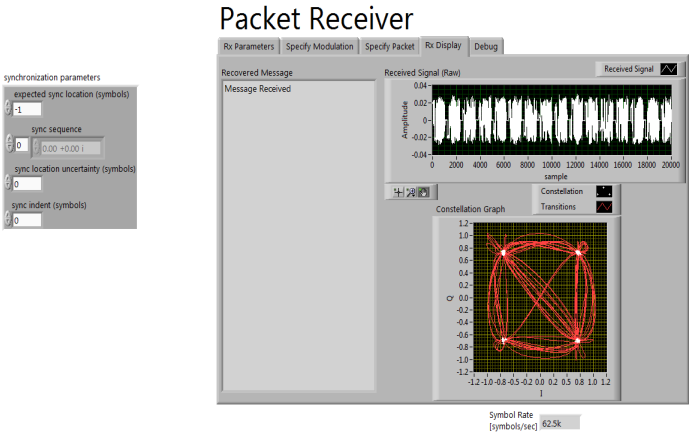 Packet Receiver
Rx Parameters Specify Modulation Specify Packet Rx Display Debug
synchronization parameters
expected sync location (symbols)
-1
sync sequence
0 0.00 +0.00 i
sync location uncertainty (symbols)
0
sync indent (symbols)
0
Recovered Message
Message Received
Received Signal (Raw)
Received Signal
0.04
0.02
0
-0.02
-0.04
Amplitude
0 2000 4000 6000 8000 10000 12000 14000 16000 18000 20000
sample
Constellation
Transitions
Constellation Graph
1.2
1.0
0.8
0.6
0.4
0.2
0.0
-0.2
-0.4
-0.6
-0.8
-1.0
-1.2
Q
-1.2 -1.0 -0.8 -0.5 -0.2 0.0 0.2 0.5 0.8 1.0 1.2
I
Symbol Rate
[symbols/sec] 62.5k